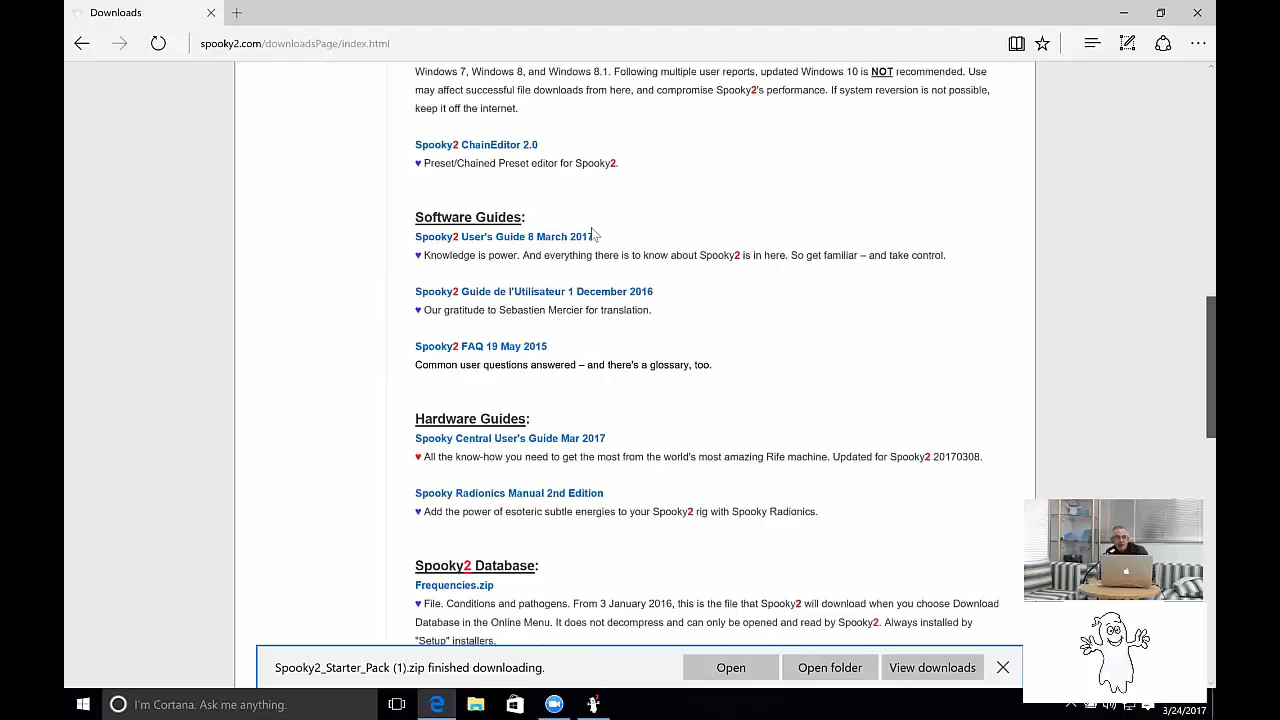 Downloads
spooky2.com/downloadsPage/index.html
Windows 7, Windows 8, and Windows 8.1. Following multiple user reports, updated Windows 10 is NOT recommended. Use
may affect successful file downloads from here, and compromise Spooky2's performance. If system reversion is not possible,
keep it off the internet.
Spooky2 ChainEditor 2.0
♥ Preset/Chained Preset editor for Spooky2.
Software Guides:
Spooky2 User's Guide 8 March 2017
♥ Knowledge is power. And everything there is to know about Spooky2 is in here. So get familiar – and take control.
Spooky2 Guide de l'Utilisateur 1 December 2016
♥ Our gratitude to Sebastien Mercier for translation.
Spooky2 FAQ 19 May 2015
Common user questions answered – and there's a glossary, too.
Hardware Guides:
Spooky Central User's Guide Mar 2017
♥ All the know-how you need to get the most from the world's most amazing Rife machine. Updated for Spooky2 20170308.
Spooky Radionics Manual 2nd Edition
♥ Add the power of esoteric subtle energies to your Spooky2 rig with Spooky Radionics.
Spooky2 Database:
Frequencies.zip
♥ File. Conditions and pathogens. From 3 January 2016, this is the file that Spooky2 will download when you choose Download
Database in the Online Menu. It does not decompress and can only be opened and read by Spooky2. Always installed by
"Setup" installers.
Spooky2_Starter_Pack (1).zip finished downloading.
Open
Open folder
View downloads
I'm Cortana. Ask me anything.
3/24/2017